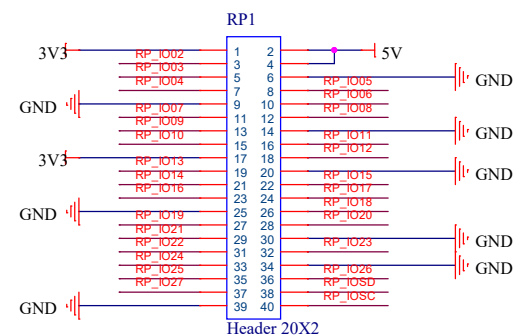 RP1
3V3 1 2 5V
RP_IO02 3 4
RP_IO03 5 6 GND
RP_IO04 7 8 RP_IO05
GND 9 10 RP_IO06
RP_IO07 11 12 RP_IO08
RP_IO09 13 14 GND
RP_IO10 15 16 RP_IO11
3V3 17 18 RP_IO12
RP_IO13 19 20 GND
RP_IO14 21 22 RP_IO15
RP_IO16 23 24 RP_IO17
GND 25 26 RP_IO18
RP_IO19 27 28 RP_IO20
RP_IO21 29 30 GND
RP_IO22 31 32 RP_IO23
RP_IO24 33 34 GND
RP_IO25 35 36 RP_IO26
RP_IO27 37 38 RP_IOSD
GND 39 40 RP_IOSC
Header 20X2